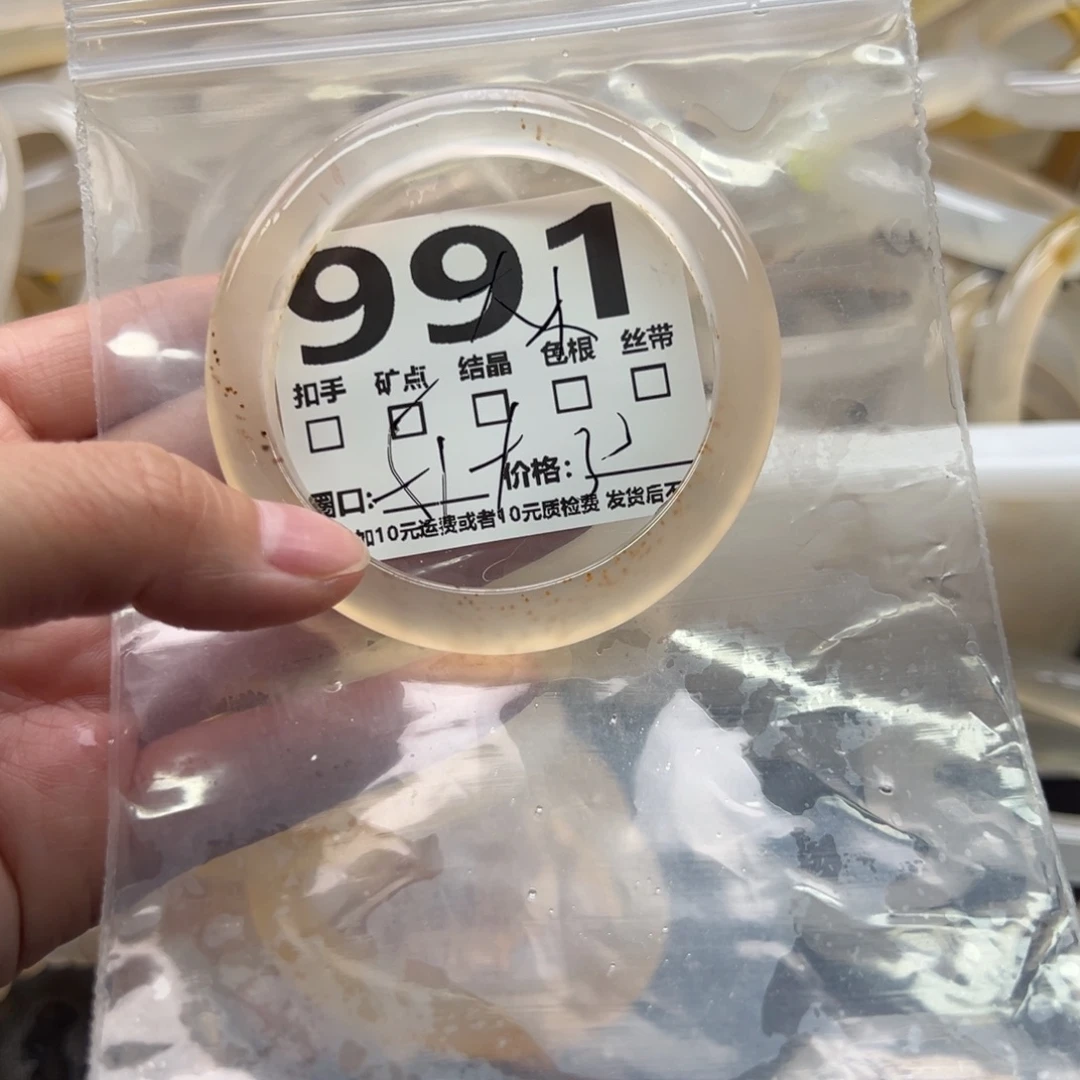 991
扣手 矿点 结晶 色根 丝带
圈口: 价格:
加10元运费或者10元质检费 发货后不